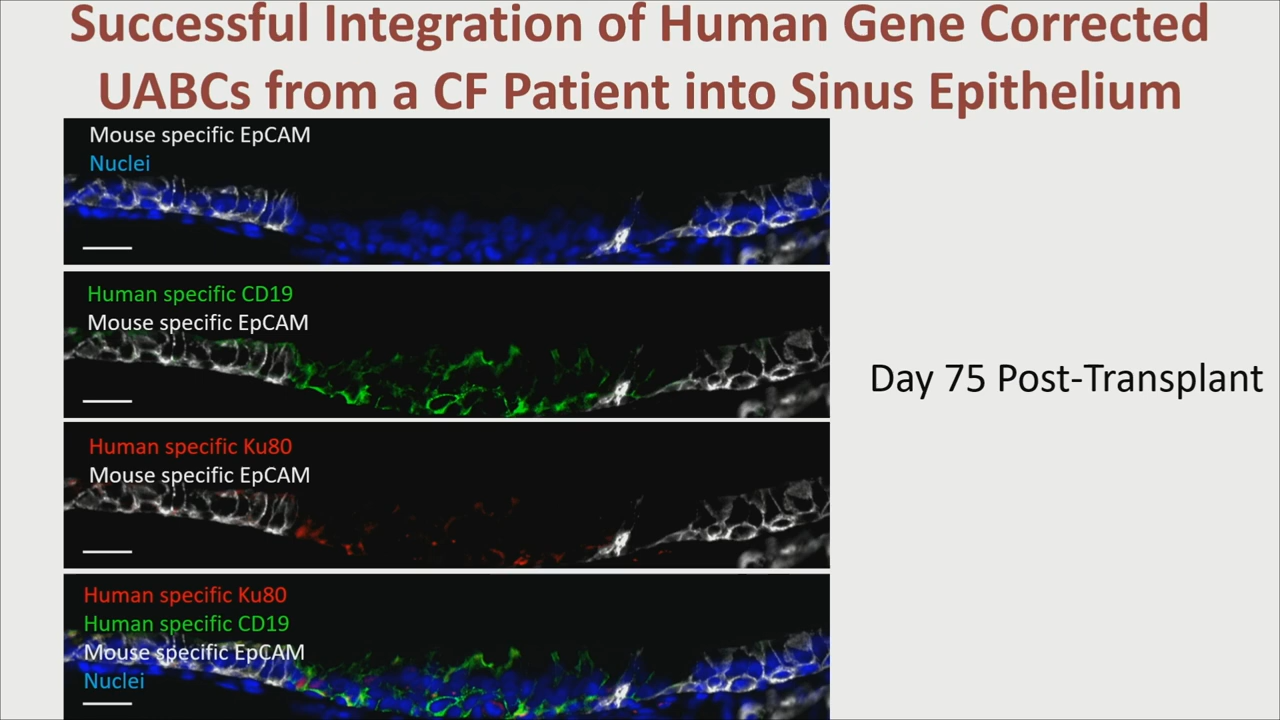 Successful Integration of Human Gene Corrected
UABCs from a CF Patient into Sinus Epithelium
Mouse specific EpCAM
Nuclei
Human specific CD19
Mouse specific EpCAM
Day 75 Post-Transplant
Human specific Ku80
Mouse specific EpCAM
Human specific Ku80
Human specific CD19
Mouse specific EpCAM
Nuclei